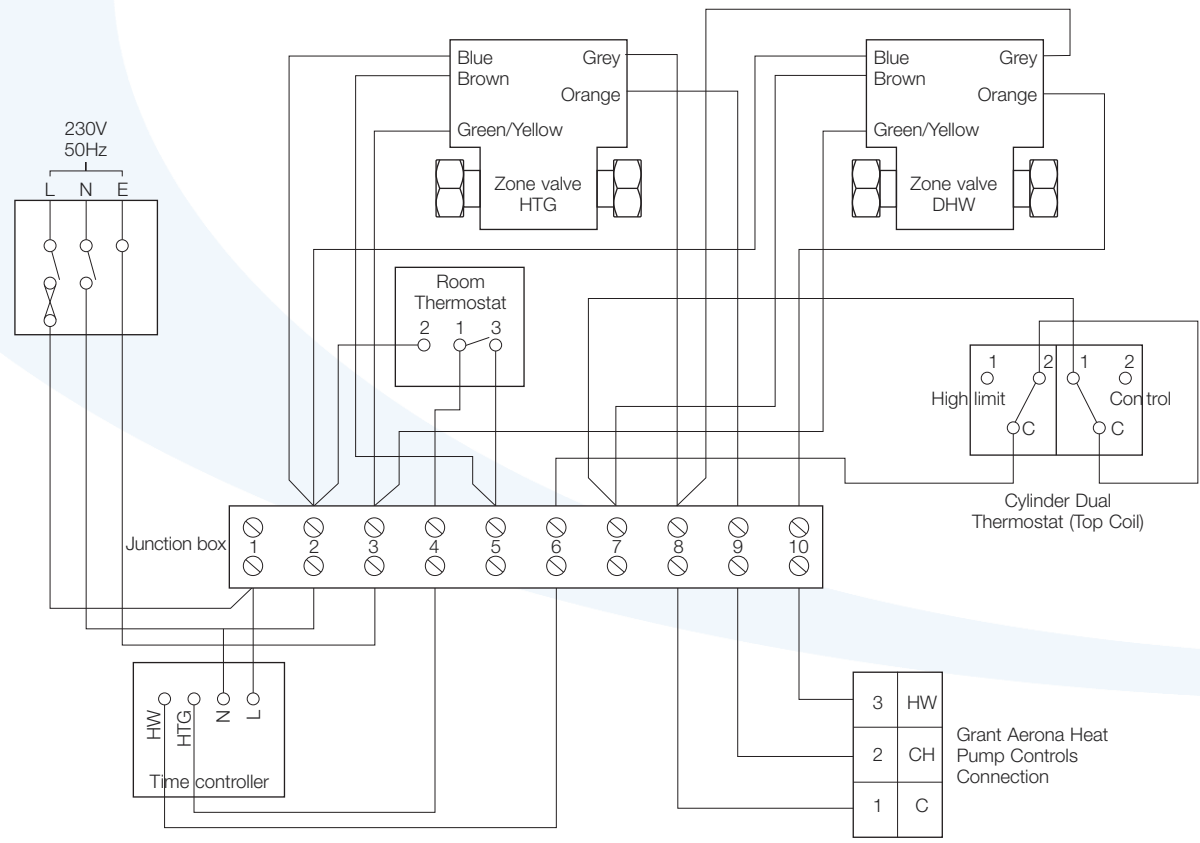 230V
50Hz
L N E
Blue
Brown
Green/Yellow
Grey
Orange
Zone valve
HTG
Blue
Brown
Green/Yellow
Grey
Orange
Zone valve
DHW
Room
Thermostat
2 1 3
1 2 1 2
High limit
Control
C C
Cylinder Dual
Thermostat (Top Coil)
Junction box
1 2 3 4 5 6 7 8 9 10
HW HTG N L
Time controller
3 HW
2 CH
1 C
Grant Aerona Heat
Pump Controls
Connection